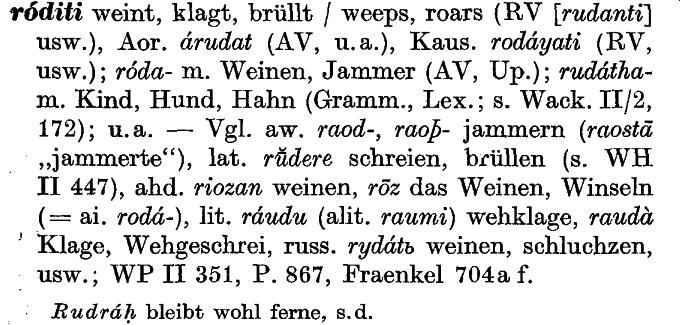 róditi weint, klagt, brüllt / weeps, roars (RV [rudanti]
usw.), Aor. árudat (AV, u. a.), Kaus. rodáyati (RV,
usw.); róda- m. Weinen, Jammer (AV, Up.); rudátha-
m. Kind, Hund, Hahn (Gramm., Lex.; s. Wack. II/2,
172); u. a. — Vgl. aw. raod-, raoþ- jammern (raostā
„jammerte“), lat. rū̆dere schreien, brüllen (s. WH
II 447), ahd. riozan weinen, rōz das Weinen, Winseln
(= ai. rodá-), lit. ráudu (alit. raumi) wehklage, raudà
Klage, Wehgeschrei, russ. rydátь weinen, schluchzen,
usw.; WP II 351, P. 867, Fraenkel 704a f.
Rudráḥ bleibt wohl ferne, s. d.